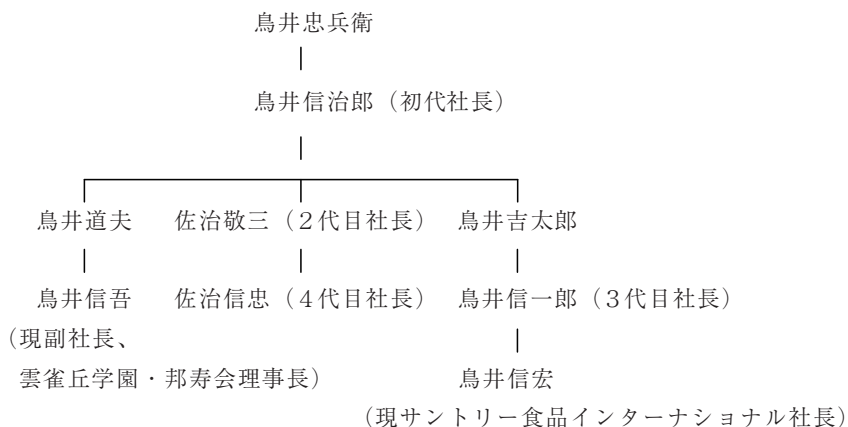 鳥井忠兵衛
鳥井信治郎（初代社長）
鳥井道夫　佐治敬三（２代目社長）　鳥井吉太郎
鳥井信吾　佐治信忠（４代目社長）　鳥井信一郎（３代目社長）
（現副社長、
雲雀丘学園・邦寿会理事長）　鳥井信宏
（現サントリー食品インターナショナル社長）